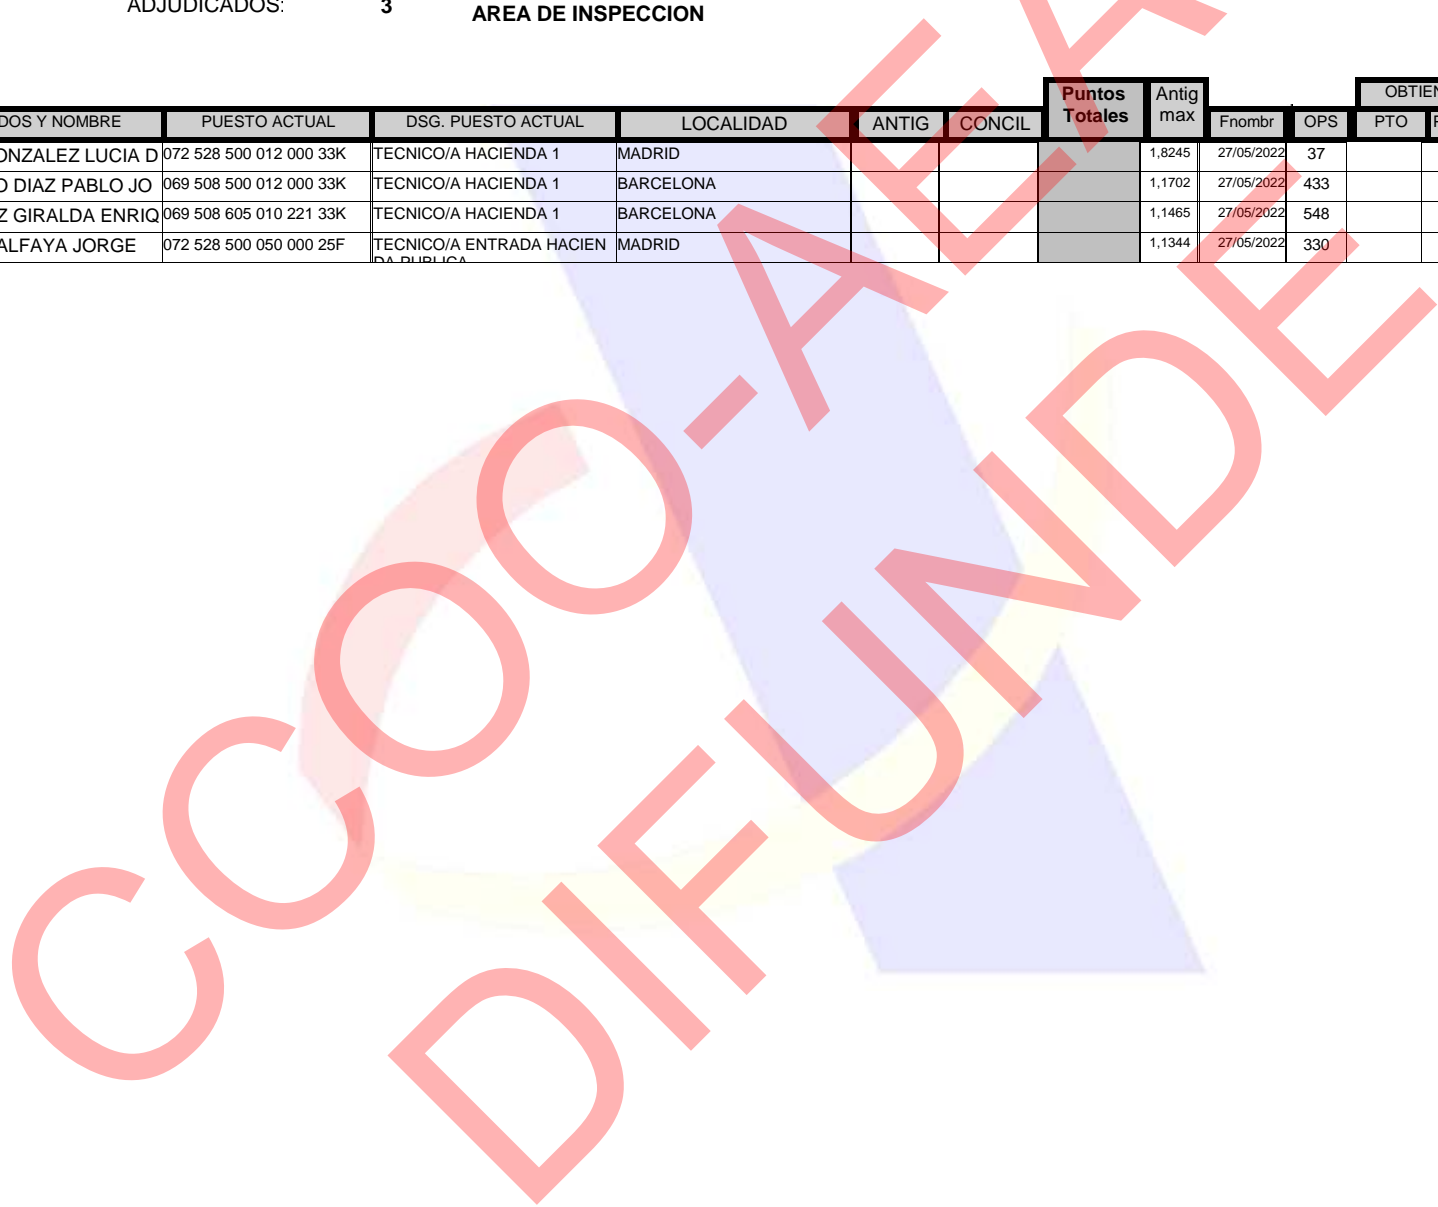 ADJUDICADOS: 3 AREA DE INSPECCION
Puntos Totales Antig max OBTIEN
DOS Y NOMBRE PUESTO ACTUAL DSG. PUESTO ACTUAL LOCALIDAD ANTIG CONCIL Fnombr OPS PTO
ONZALEZ LUCIA D 072 528 500 012 000 33K TECNICO/A HACIENDA 1 MADRID 1,8245 27/05/2022 37
O DIAZ PABLO JO 069 508 500 012 000 33K TECNICO/A HACIENDA 1 BARCELONA 1,1702 27/05/2022 433
Z GIRALDA ENRIQ 069 508 605 010 221 33K TECNICO/A HACIENDA 1 BARCELONA 1,1465 27/05/2022 548
ALFAYA JORGE 072 528 500 050 000 25F TECNICO/A ENTRADA HACIEN MADRID 1,1344 27/05/2022 330
DA PUBLICA
CCOO-AEA
DIFUNDE